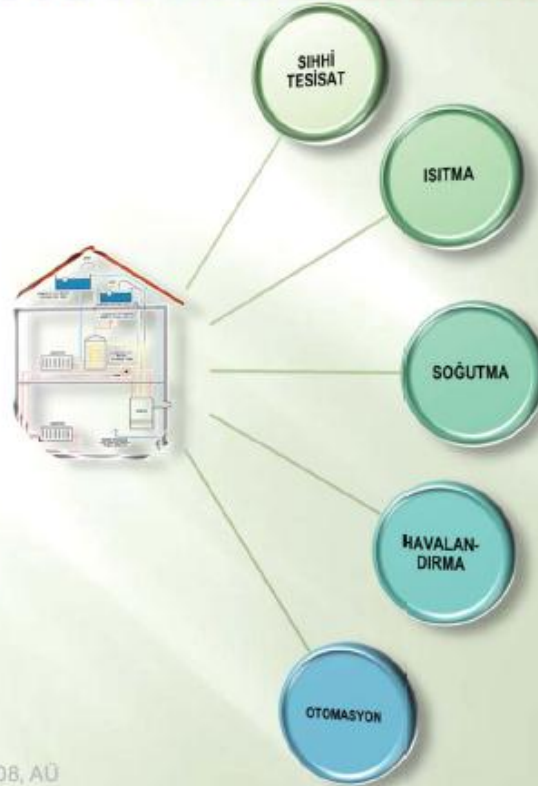 SIHHİ
TESİSAT
ISITMA
SOĞUTMA
HAVALAN-
DIRMA
OTOMASYON
08, AÜ